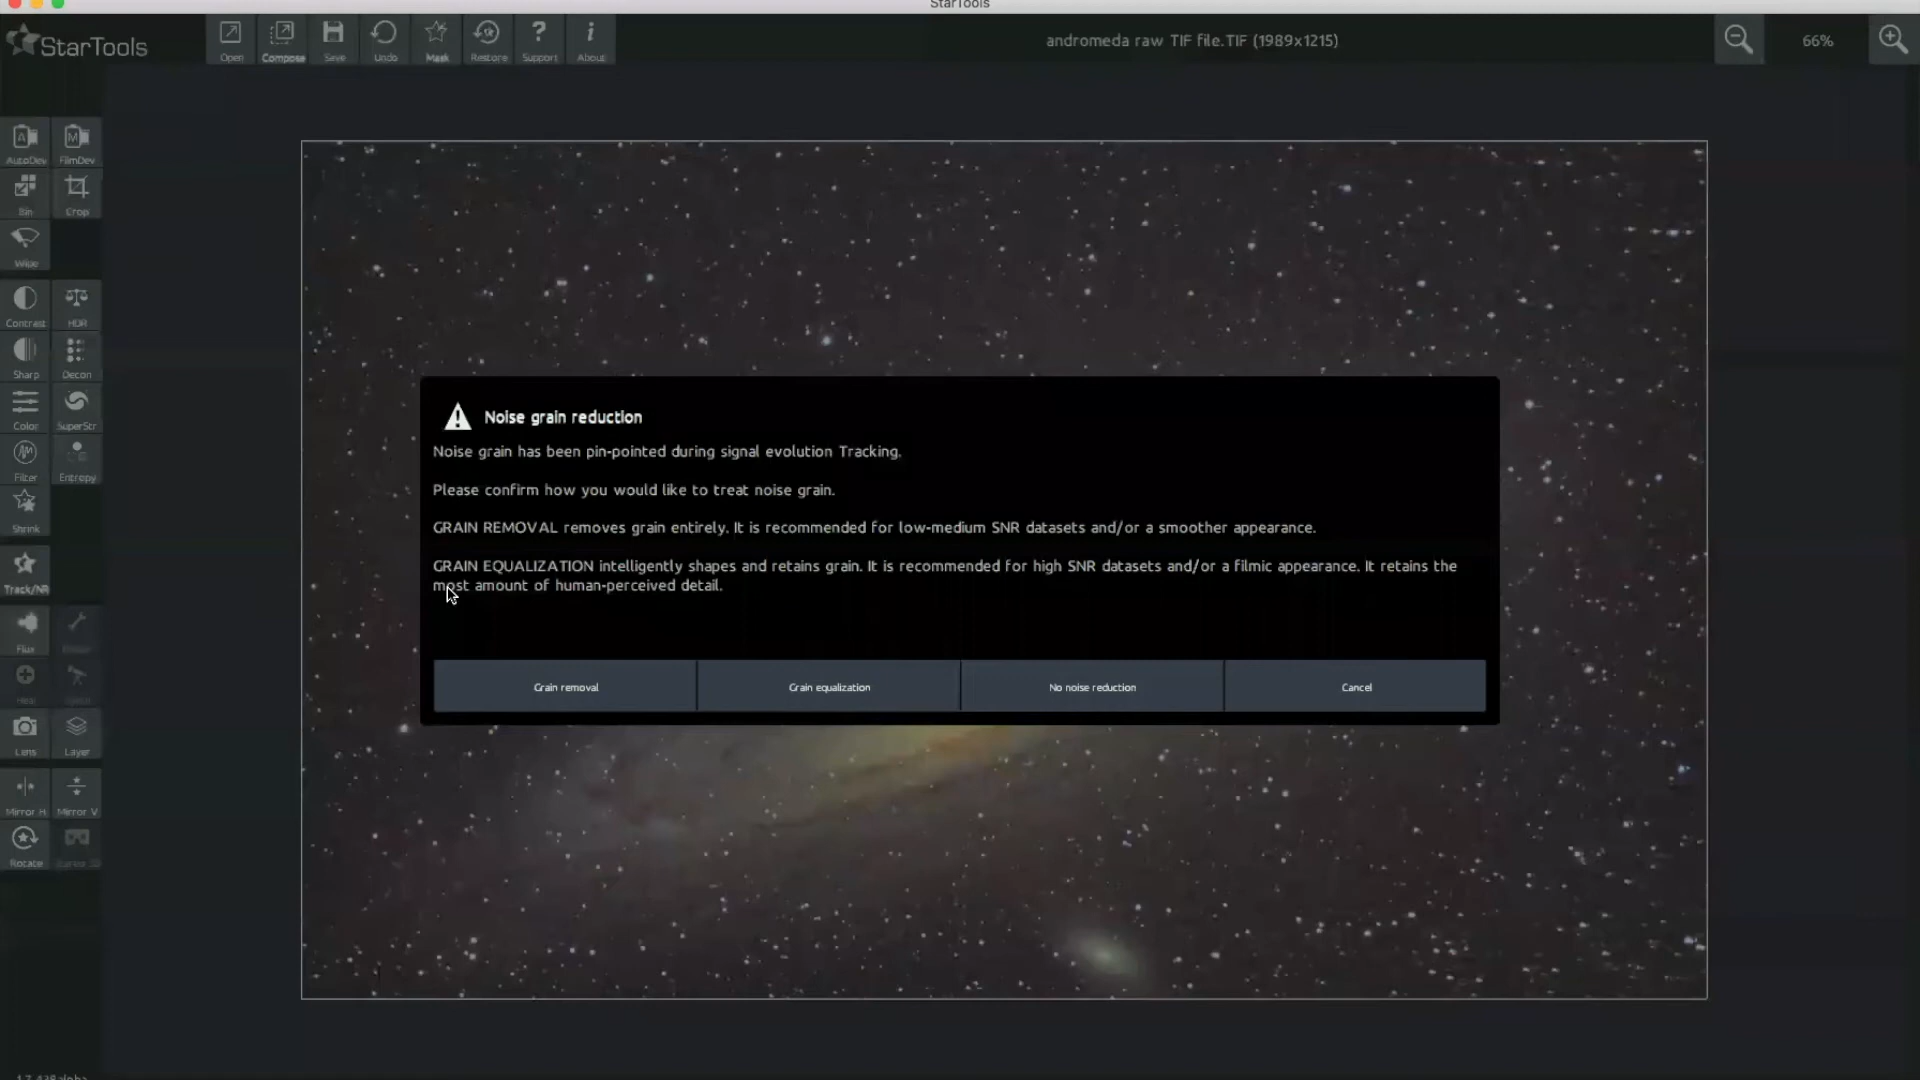 StarTools
StarTools
Open
Compose
Save
Undo
Mask
Restore
Support
About
andromeda raw TIF file.TIF (1989x1215)
66%
AutoDev
FilmDev
Bin
Crop
Wipe
Contrast
HDR
Sharp
Decon
Color
SuperStr
Filter
Entropy
Shrink
Track/NR
Flux
Heal
Lens
Layer
Mirror H
Mirror V
Rotate
Noise grain reduction
Noise grain has been pin-pointed during signal evolution Tracking.
Please confirm how you would like to treat noise grain.
GRAIN REMOVAL removes grain entirely. It is recommended for low-medium SNR datasets and/or a smoother appearance.
GRAIN EQUALIZATION intelligently shapes and retains grain. It is recommended for high SNR datasets and/or a filmic appearance. It retains the
most amount of human-perceived detail.
Grain removal
Grain equalization
No noise reduction
Cancel